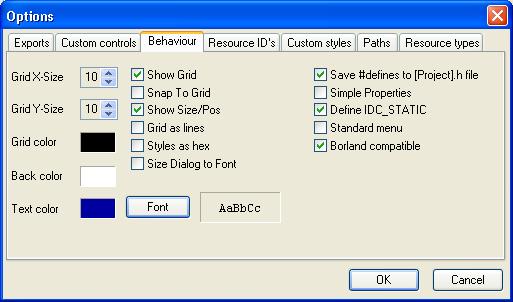 Options
Exports Custom controls Behaviour Resource ID's Custom styles Paths Resource types
Grid X-Size 10 Show Grid Save #defines to [Project].h file
Snap To Grid Simple Properties
Grid Y-Size 10 Show Size/Pos Define IDC_STATIC
Grid as lines Standard menu
Grid color Styles as hex Borland compatible
Size Dialog to Font
Back color
Text color Font AaBbCc
OK Cancel